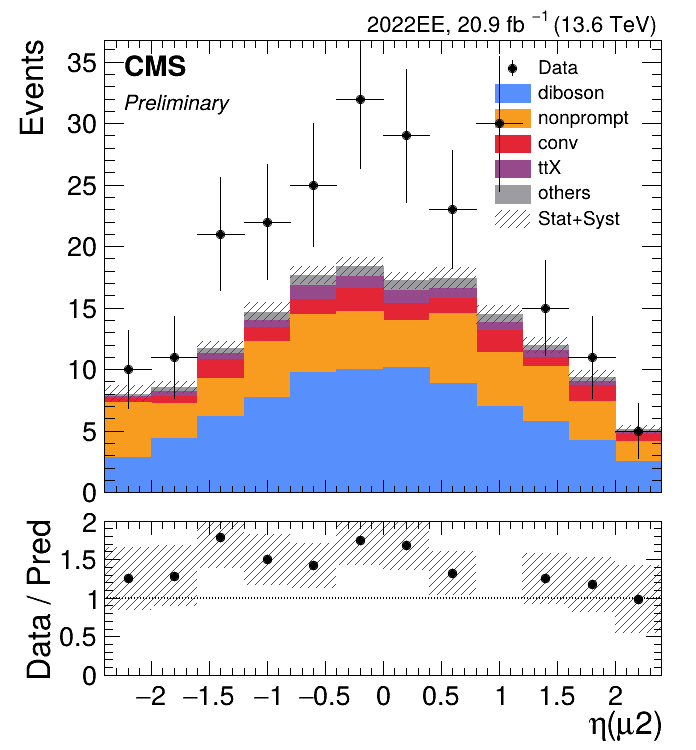 2022EE, 20.9 fb⁻¹ (13.6 TeV)
CMS
Preliminary
Events
35
30
25
20
15
10
5
0
Data
diboson
nonprompt
conv
ttX
others
Stat+Syst
Data / Pred
2
1.5
1
0.5
0
−2 −1.5 −1 −0.5 0 0.5 1 1.5 2
η(μ2)